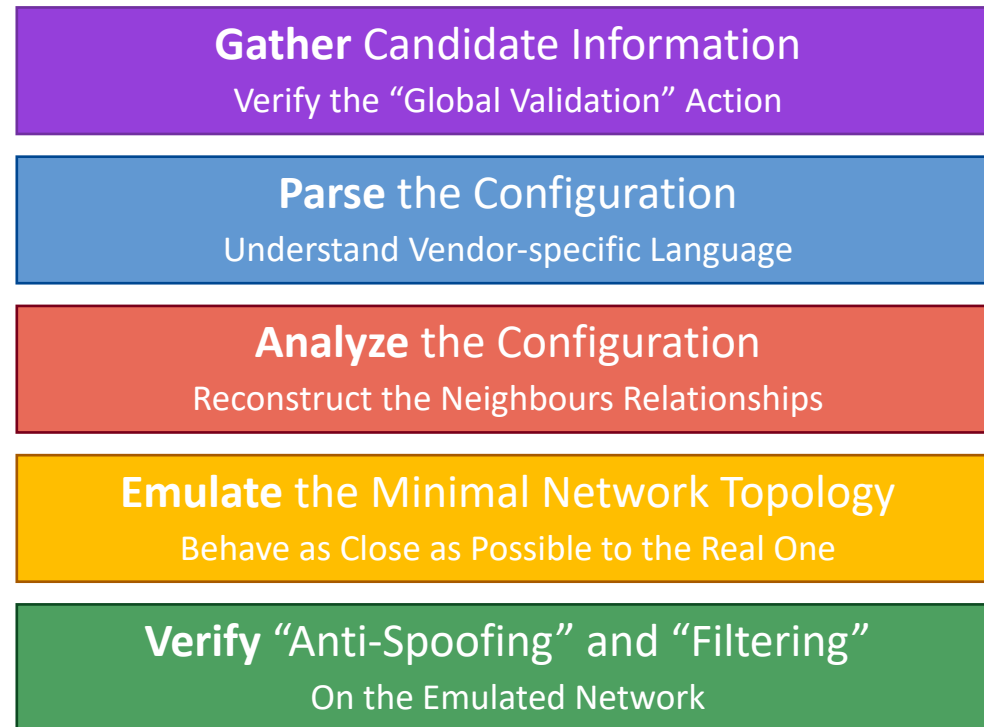 Gather Candidate Information
Verify the “Global Validation” Action
Parse the Configuration
Understand Vendor-specific Language
Analyze the Configuration
Reconstruct the Neighbours Relationships
Emulate the Minimal Network Topology
Behave as Close as Possible to the Real One
Verify “Anti-Spoofing” and “Filtering”
On the Emulated Network